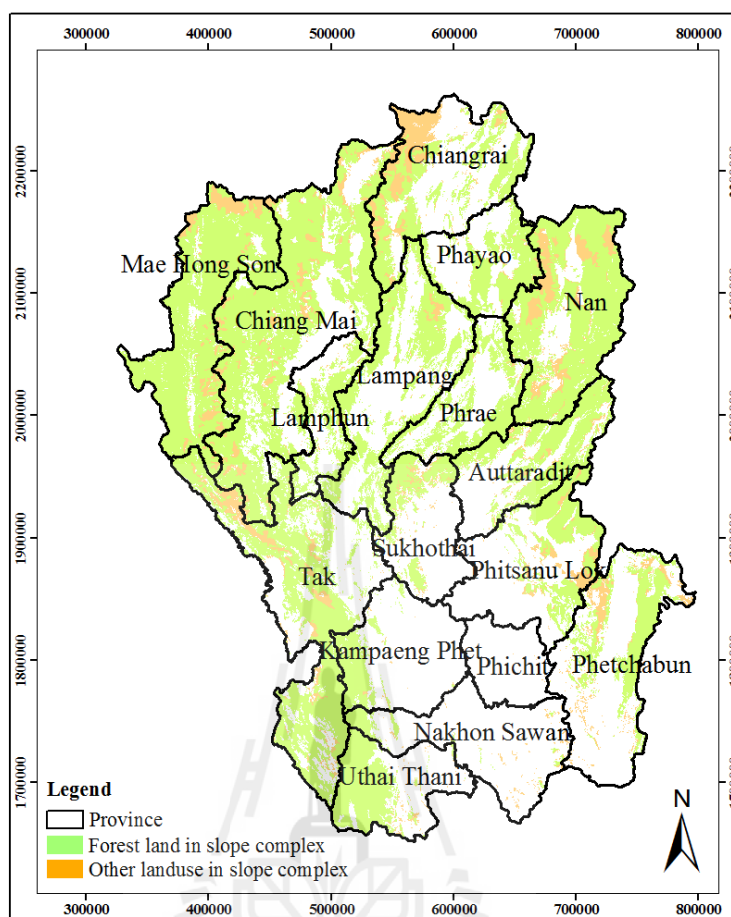 300000 400000 500000 600000 700000 800000
2200000
Chiangrai
Mae Hong Son
Phayao
2100000
Nan
Chiang Mai
Lampang
Lamphun
Phrae
2000000
Auttaradit
1900000
Sukhothai
Phitsanu Lok
Tak
1800000
Kampaeng Phet
Phichit
Phetchabun
Nakhon Sawan
Uthai Thani
1700000
Legend
Province
Forest land in slope complex
Other landuse in slope complex
N
300000 400000 500000 600000 700000 800000